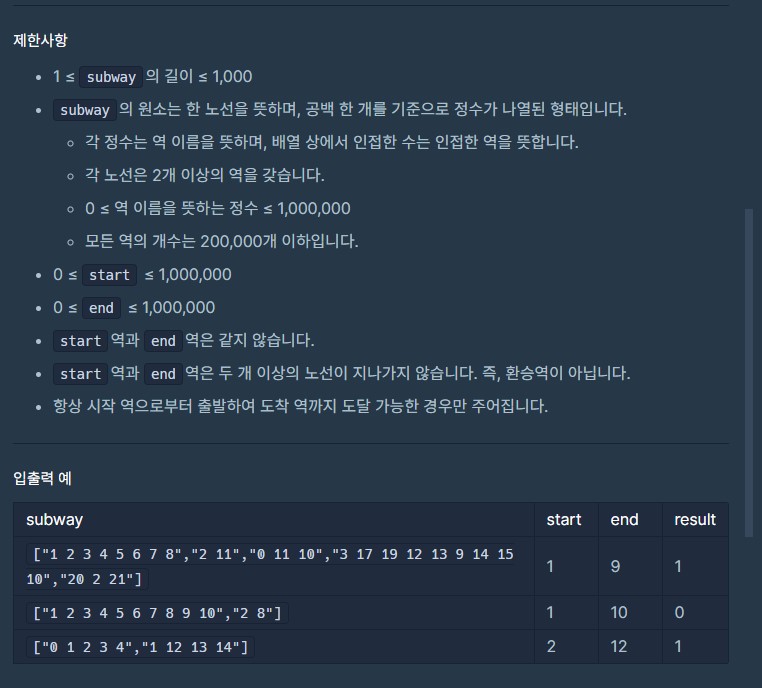 제한사항
• 1 ≤ subway 의 길이 ≤ 1,000
• subway 의 원소는 한 노선을 뜻하며, 공백 한 개를 기준으로 정수가 나열된 형태입니다.
◦ 각 정수는 역 이름을 뜻하며, 배열 상에서 인접한 수는 인접한 역을 뜻합니다.
◦ 각 노선은 2개 이상의 역을 갖습니다.
◦ 0 ≤ 역 이름을 뜻하는 정수 ≤ 1,000,000
◦ 모든 역의 개수는 200,000개 이하입니다.
• 0 ≤ start ≤ 1,000,000
• 0 ≤ end ≤ 1,000,000
• start 역과 end 역은 같지 않습니다.
• start 역과 end 역은 두 개 이상의 노선이 지나가지 않습니다. 즉, 환승역이 아닙니다.
• 항상 시작 역으로부터 출발하여 도착 역까지 도달 가능한 경우만 주어집니다.
입출력 예
subway start end result
["1 2 3 4 5 6 7 8","2 11","0 11 10","3 17 19 12 13 9 14 15
10","20 2 21"] 1 9 1
["1 2 3 4 5 6 7 8 9 10","2 8"] 1 10 0
["0 1 2 3 4","1 12 13 14"] 2 12 1